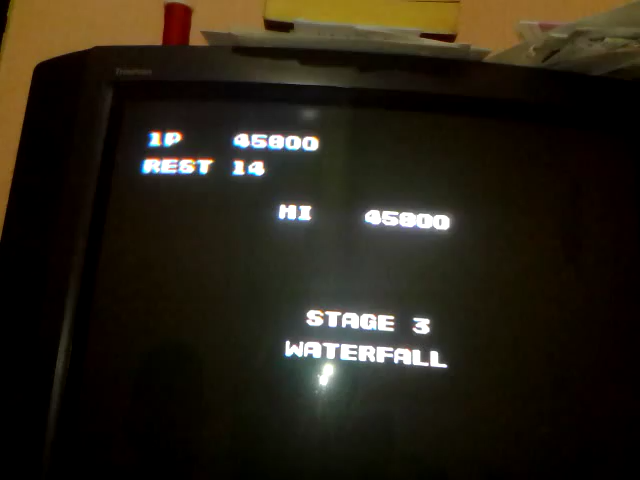 1P 45800
REST 14
HI 45800
STAGE 3
WATERFALL